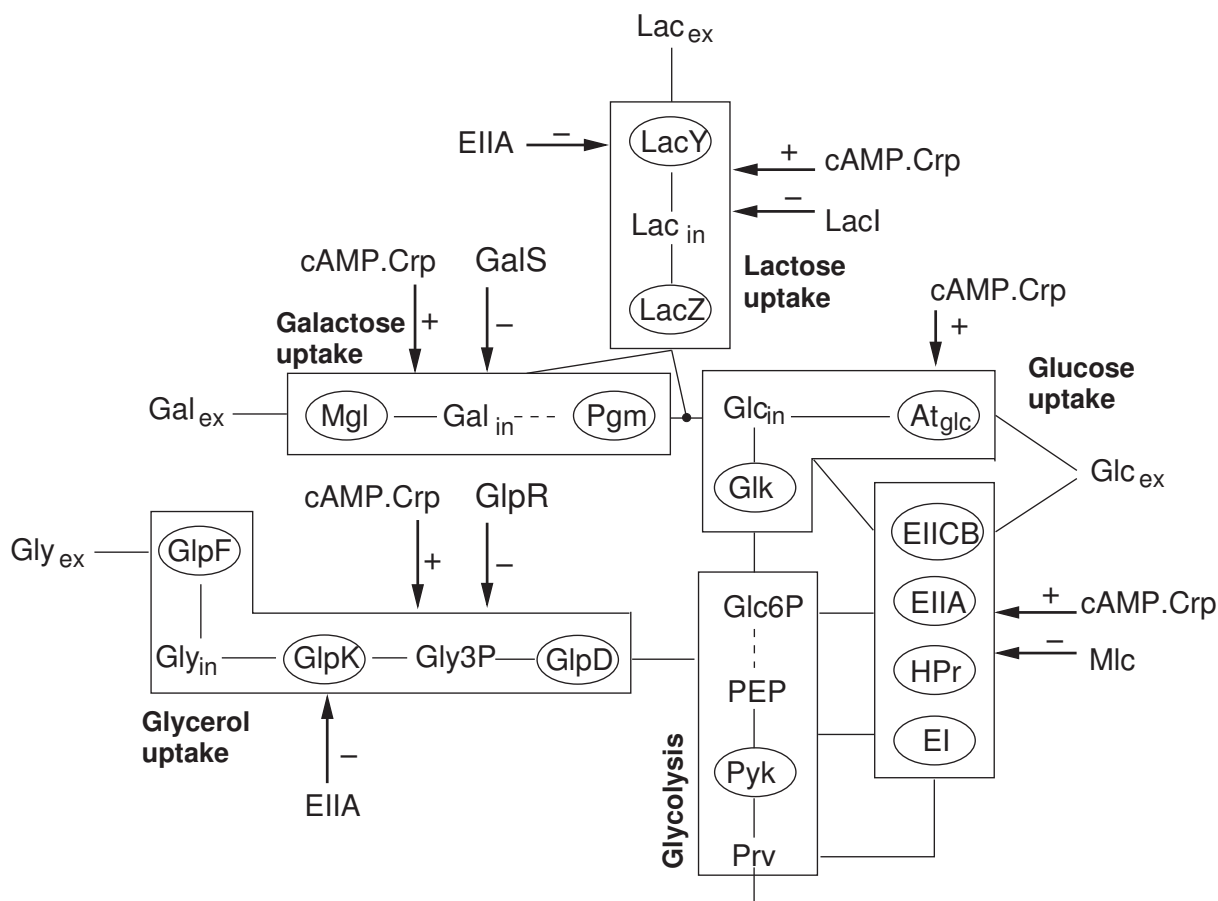 Lac ex
EIIA
−
LacY
+
cAMP.Crp
Lac in
−
LacI
cAMP.Crp
GalS
Lactose
uptake
LacZ
cAMP.Crp
+
Galactose
uptake
+
−
Glucose
uptake
Gal ex
Mgl
Gal in
Pgm
Glc in
At glc
Glc ex
Glk
cAMP.Crp
GlpR
Gly ex
GlpF
+
−
EIICB
Glc6P
EIIA
+
cAMP.Crp
Gly in
GlpK
Gly3P
GlpD
−
Mlc
HPr
PEP
Glycerol
uptake
−
EI
Pyk
EIIA
Glycolysis
Prv